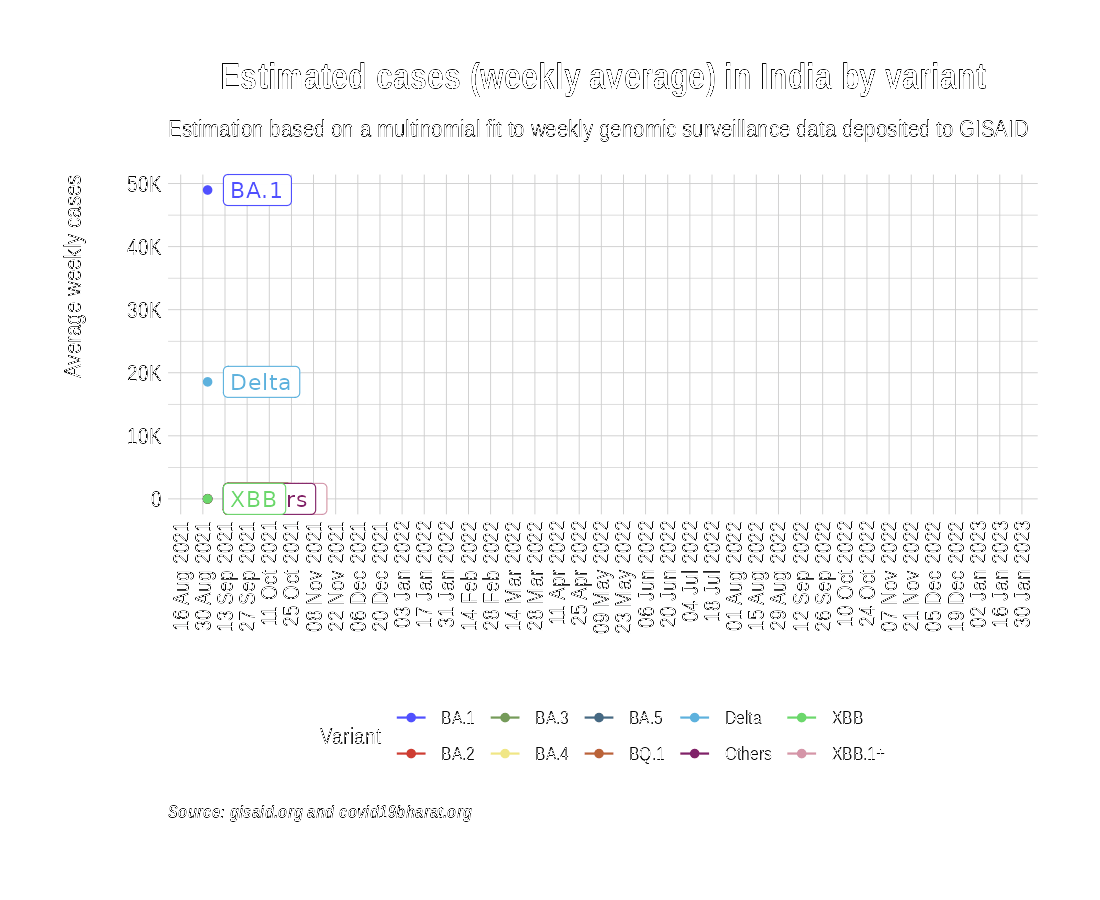 Estimated cases (weekly average) in India by variant
Estimation based on a multinomial fit to weekly genomic surveillance data deposited to GISAID
Average weekly cases
50K
40K
30K
20K
10K
0
BA.1
Delta
XBB
rs
16 Aug 2021
30 Aug 2021
13 Sep 2021
27 Sep 2021
11 Oct 2021
25 Oct 2021
08 Nov 2021
22 Nov 2021
06 Dec 2021
20 Dec 2021
03 Jan 2022
17 Jan 2022
31 Jan 2022
14 Feb 2022
28 Feb 2022
14 Mar 2022
28 Mar 2022
11 Apr 2022
25 Apr 2022
09 May 2022
23 May 2022
06 Jun 2022
20 Jun 2022
04 Jul 2022
18 Jul 2022
01 Aug 2022
15 Aug 2022
29 Aug 2022
12 Sep 2022
26 Sep 2022
10 Oct 2022
24 Oct 2022
07 Nov 2022
21 Nov 2022
05 Dec 2022
19 Dec 2022
02 Jan 2023
16 Jan 2023
30 Jan 2023
Variant
BA.1 BA.3 BA.5 Delta XBB
BA.2 BA.4 BQ.1 Others XBB.1+
Source: gisaid.org and covid19bharat.org